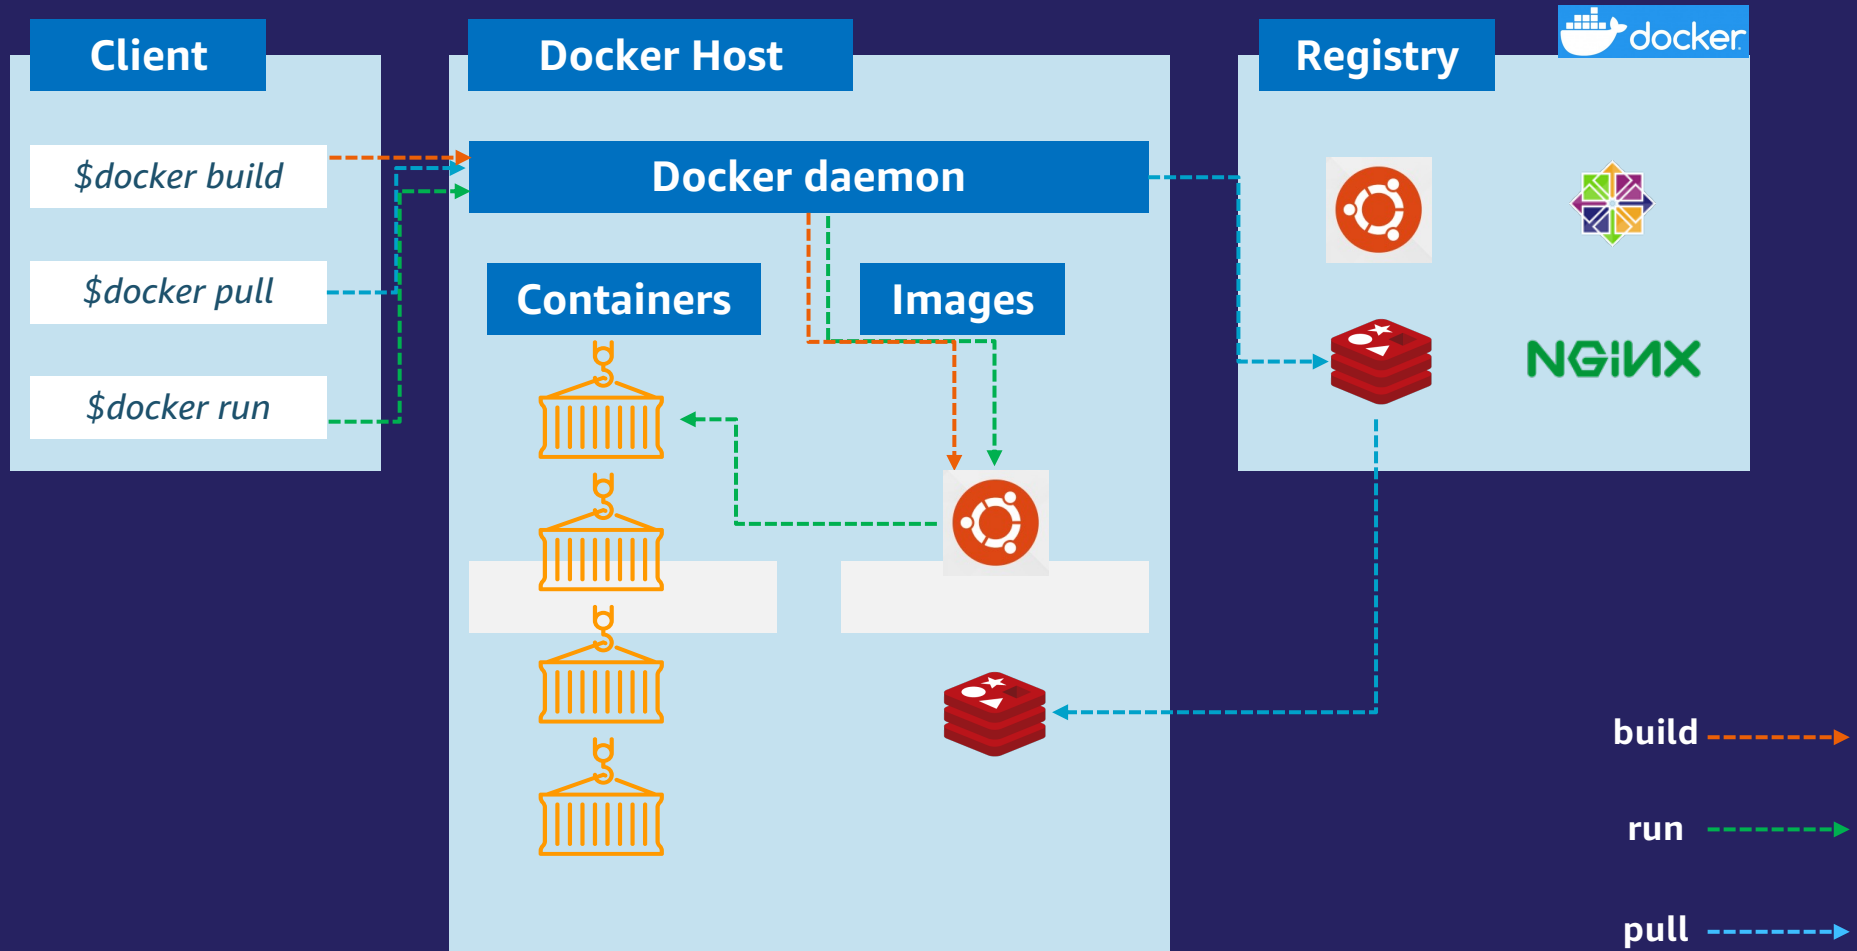 Client
$docker build
$docker pull
$docker run
Docker Host
Docker daemon
Containers
Images
Registry
docker
NGINX
build
run
pull